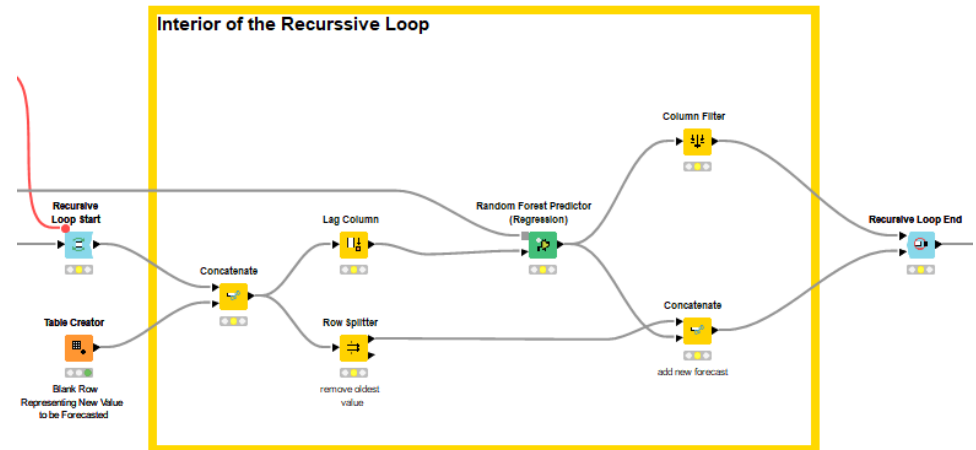 Interior of the Recurssive Loop
Column Filter
Recursive
Loop Start
Lag Column
Random Forest Predictor
(Regression)
Recursive Loop End
Concatenate
Table Creator
Row Splitter
Concatenate
Blank Row
Representing New Value
to be Forecasted
remove oldest
value
add new forecast